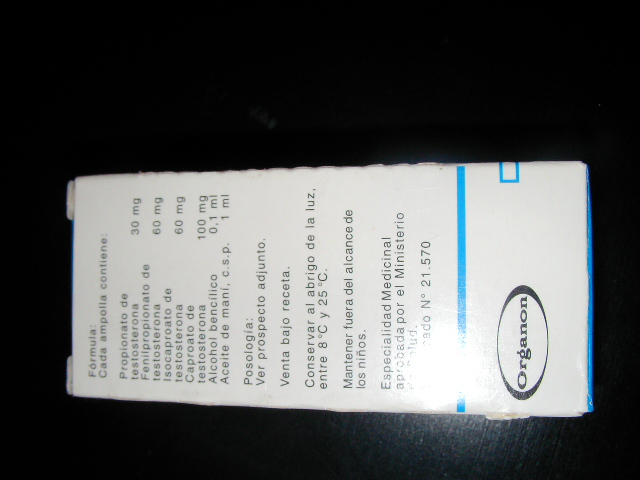 Fórmula:
Cada ampolla contiene:
Propionato de
testosterona 30 mg
Fenilpropionato de
testosterona 60 mg
Isocaproato de
testosterona 60 mg
Caproato de
testosterona 100 mg
Alcohol bencílico 0,1 ml
Aceite de maní, c.s.p. 1 ml
Posología:
Ver prospecto adjunto.
Venta bajo receta.
Conservar al abrigo de la luz,
entre 8°C y 25°C.
Mantener fuera del alcance de
los niños.
Especialidad Medicinal
aprobada por el Ministerio
Salud.
N° 21.570
Organon